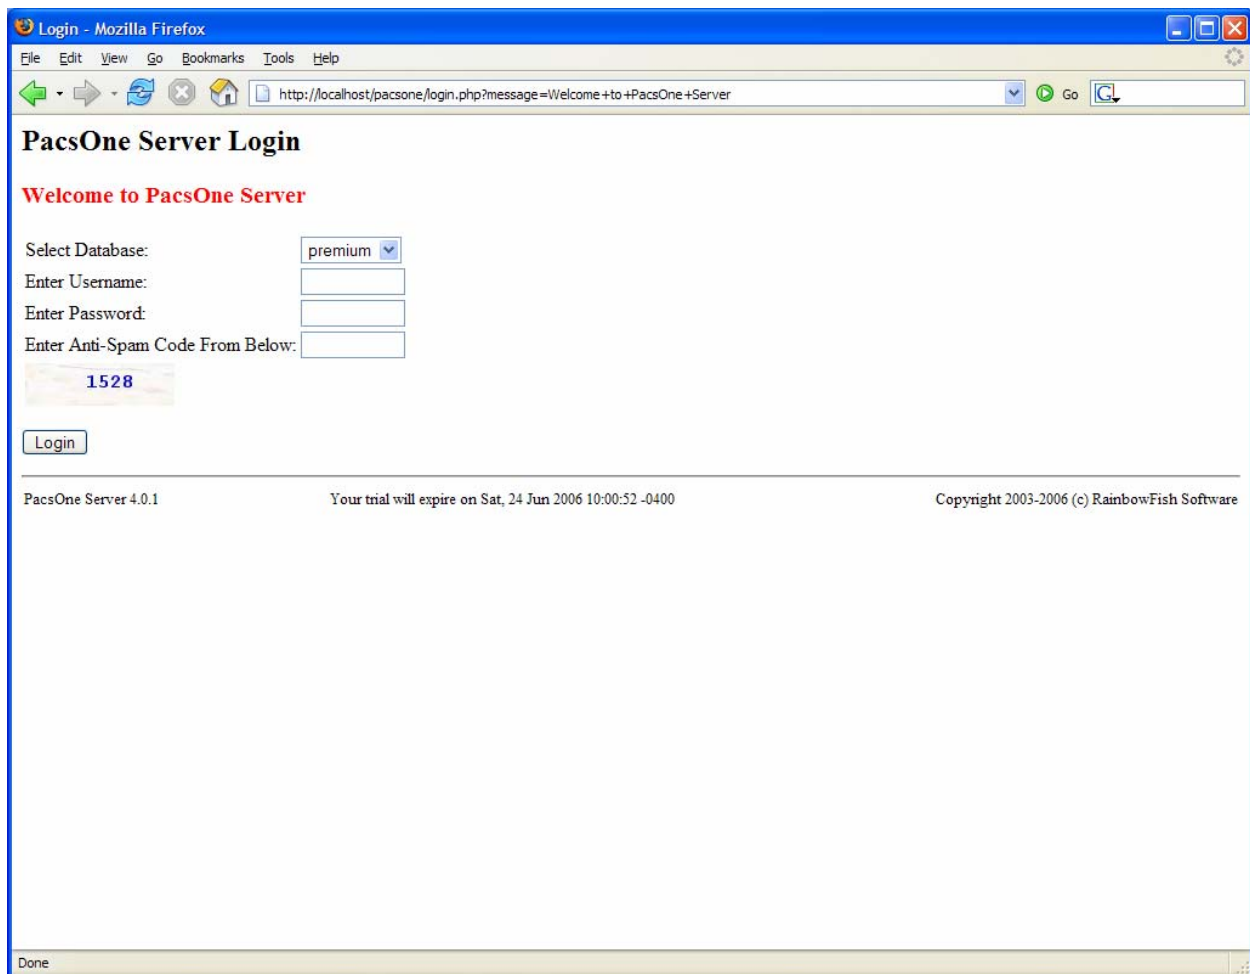 Login - Mozilla Firefox
File Edit View Go Bookmarks Tools Help
http://localhost/pacsone/login.php?message=Welcome+to+PacsOne+Server Go G
PacsOne Server Login
Welcome to PacsOne Server
Select Database: premium
Enter Username:
Enter Password:
Enter Anti-Spam Code From Below:
1528
Login
PacsOne Server 4.0.1 Your trial will expire on Sat, 24 Jun 2006 10:00:52 -0400 Copyright 2003-2006 (c) RainbowFish Software
Done